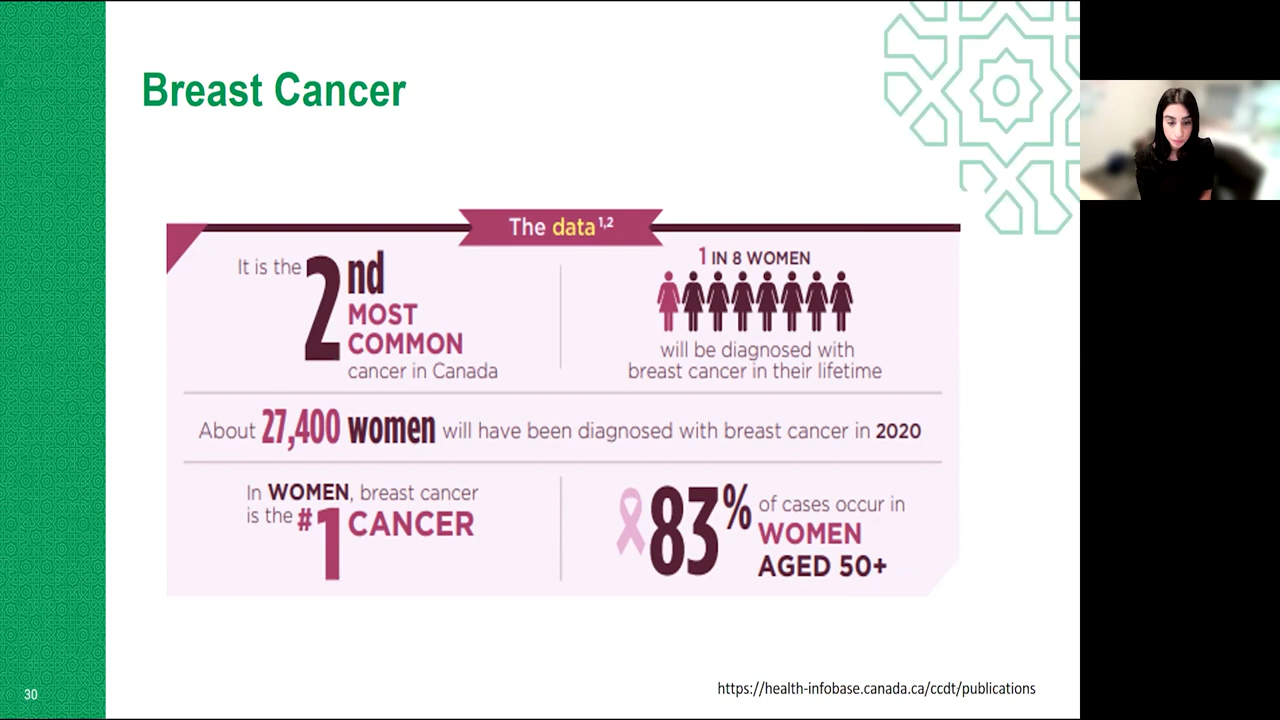 Breast Cancer
The data 1,2
It is the 2nd
MOST
COMMON
cancer in Canada
1 IN 8 WOMEN
will be diagnosed with
breast cancer in their lifetime
About 27,400 women will have been diagnosed with breast cancer in 2020
In WOMEN, breast cancer
is the #1 CANCER
83% of cases occur in
WOMEN
AGED 50+
30
https://health-infobase.canada.ca/ccdt/publications